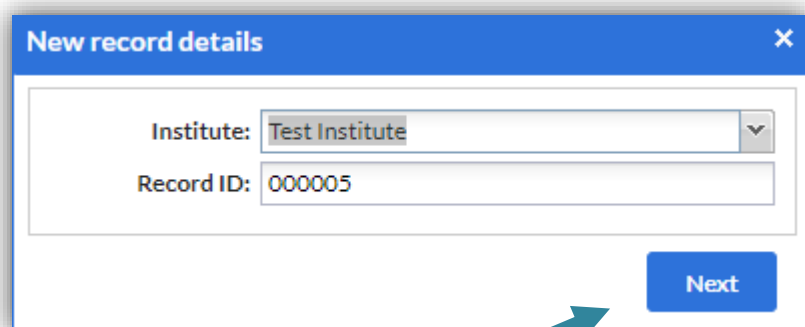 New record details ×
Institute: Test Institute
Record ID: 000005
Next